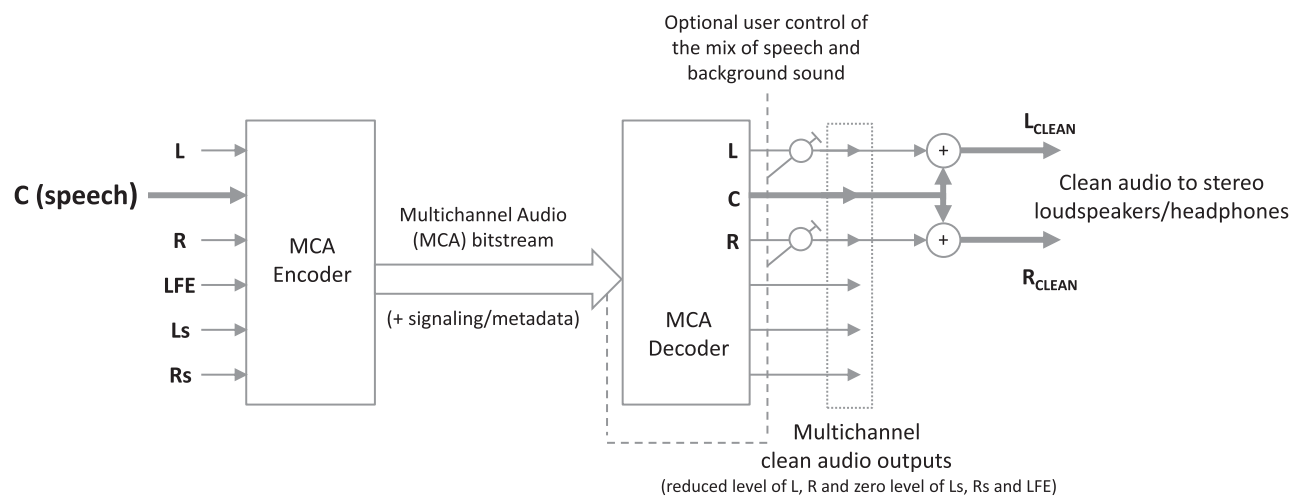 Optional user control of
the mix of speech and
background sound
L
C (speech)
R
LFE
Ls
Rs
MCA
Encoder
Multichannel Audio
(MCA) bitstream
(+ signaling/metadata)
MCA
Decoder
L
C
R
+
+
LCLEAN
Clean audio to stereo
loudspeakers/headphones
RCLEAN
Multichannel
clean audio outputs
(reduced level of L, R and zero level of Ls, Rs and LFE)